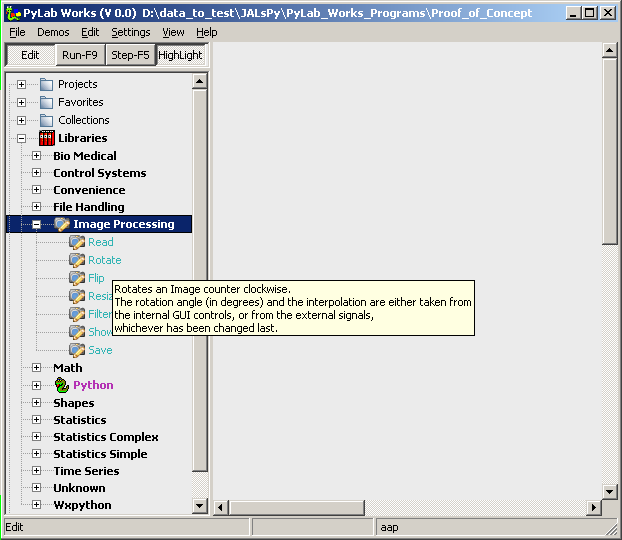 PyLab Works (V 0.0) D:\data_to_test\JALsPy\PyLab_Works_Programs\Proof_of_Concept
File Demos Edit Settings View Help
Edit Run-F9 Step-F5 HighLight
Projects
Favorites
Collections
Libraries
Bio Medical
Control Systems
Convenience
File Handling
Image Processing
Read
Rotate
Flip
Resiz
Filter
Show
Save
Rotates an Image counter clockwise.
The rotation angle (in degrees) and the interpolation are either taken from
the internal GUI controls, or from the external signals,
whichever has been changed last.
Math
Python
Shapes
Statistics
Statistics Complex
Statistics Simple
Time Series
Unknown
Wxpython
Edit aap